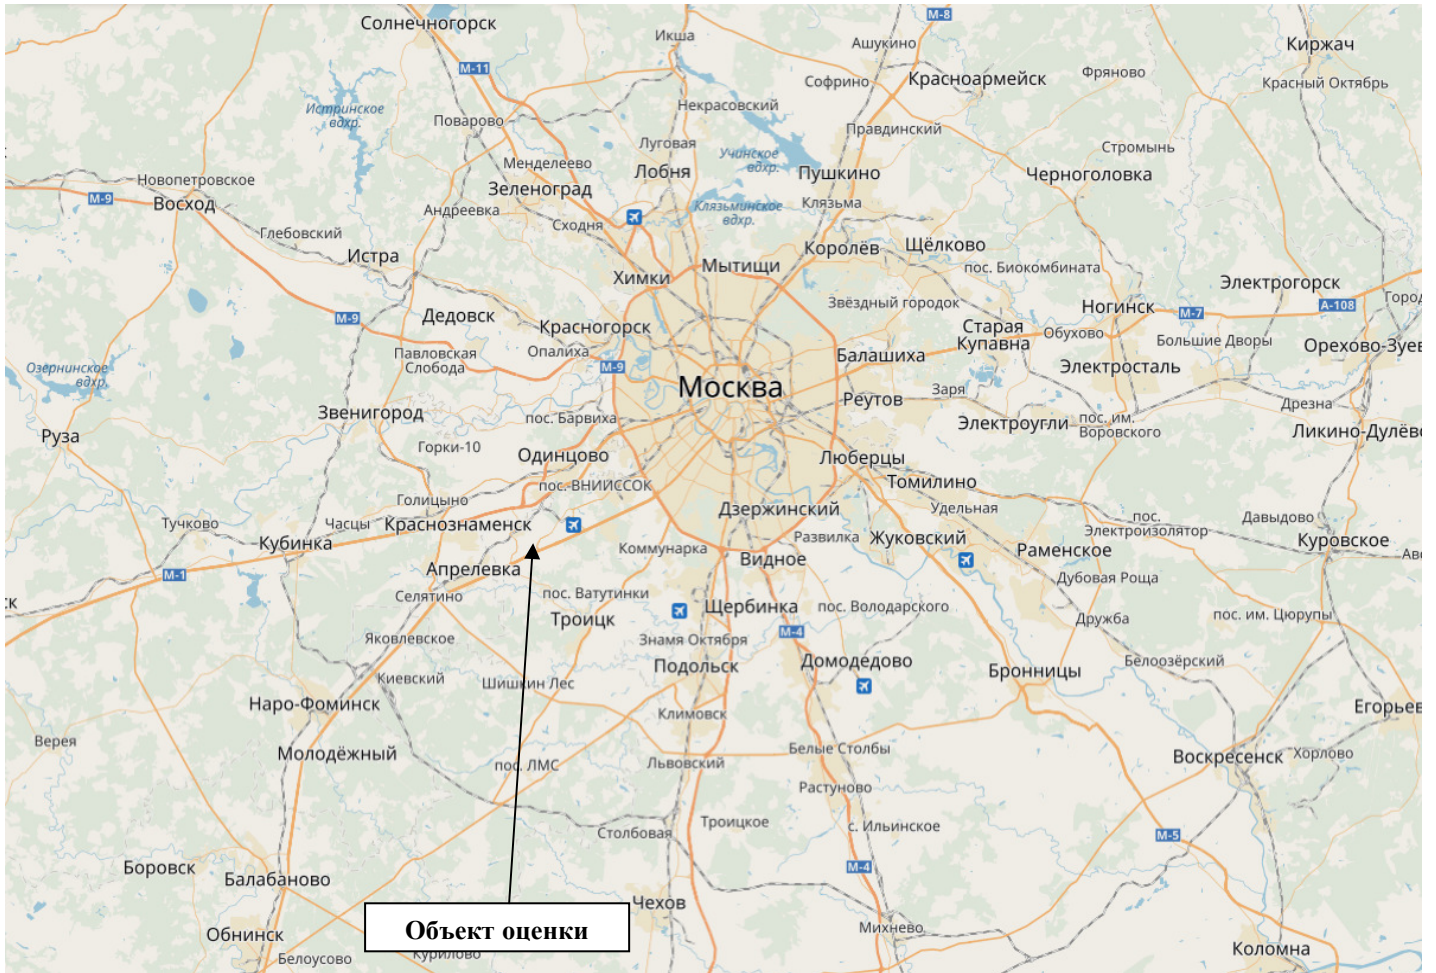 Солнечногорск
М-8
Икша
Ашукино
Киржач
М-11
Софрино
Красноармейск
Фряново
Красный Октябрь
Истринское
вдхр.
Поварово
Некрасовский
Правдинский
Луговая
Учинское
вдхр.
Стромынь
Менделеево
Лобня
Пушкино
Черноголовка
Новопетровское
Зеленоград
М-9
Восход
Андреевка
Клязьминское
вдхр.
Клязьма
Сходня
Глебовский
Истра
Королёв
Щёлково
Химки
Мытищи
пос. Биокомбината
Электрогорск
Звёздный городок
Ногинск
М-7
А-108
Город
М-9
Дедовск
Красногорск
Старая
Купавна
Обухово
Большие Дворы
Орехово-Зуев
Павловская
Слобода
Опалиха
М-9
Балашиха
Электросталь
Озернинское
вдхр.
Москва
Реутов
Заря
Дрезна
Звенигород
пос. Барвиха
Электроугли
пос. им.
Воровского
Ликино-Дулёво
Руза
Горки-10
Одинцово
Люберцы
пос. ВНИИССОК
Томилино
Голицыно
Дзержинский
Удельная
Тучково
Часцы
Краснознаменск
пос.
Электроизолятор
Давыдово
Кубинка
Коммунарка
Развилка
Жуковский
Раменское
Куровское
Аво
М-1
Апрелевка
Видное
Дубовая Роща
ск
Селятино
пос. Ватутинки
Щербинка
пос. Володарского
Троицк
Дружба
пос. им. Цюрупы
Яковлевское
Знамя Октября
М-4
Киевский
Шишкин Лес
Подольск
Домодедово
Бронницы
Белоозёрский
Наро-Фоминск
Климовск
Егорьев
Верея
Молодёжный
пос. ЛМС
Львовский
Белые Столбы
Воскресенск
Хорлово
Растуново
Столбовая
Троицкое
с. Ильинское
М-5
Боровск
Балабаново
М-4
Чехов
Объект оценки
Михнево
Обнинск
Белоусово
Курилово
Коломна